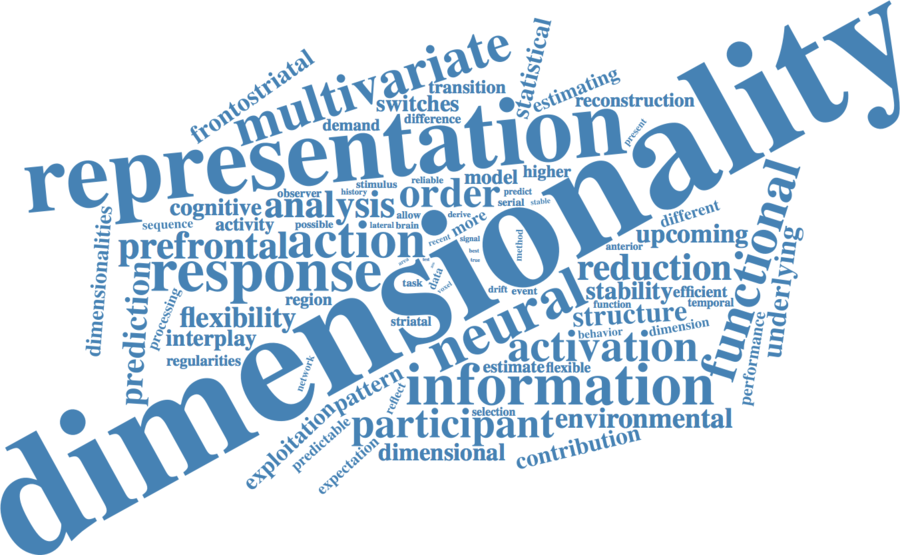 statistical
frontostriatal
multivariate
transition
estimating
switches
reconstruction
demand
difference
present
representation
dimensionality
reliable
model
higher
stimulus
observer
history
order
predict
cognitive
analysis
serial
stable
allow
derive
sequence
activity
possible
lateral
brain
more
different
dimensionalities
prefrontal
action
recent
signal
method
anterior
upcoming
functional
underlying
best
true
response
data
voxel
task
reduction
prediction
processing
region
drift
event
stability
efficient
function
temporal
flexibility
striatal
neural
structure
interplay
behavior
dimension
regularities
network
activation
performance
estimate
flexible
pattern
information
reflect
exploitation
selection
predictable
participant
environmental
expectation
dimensional
contribution